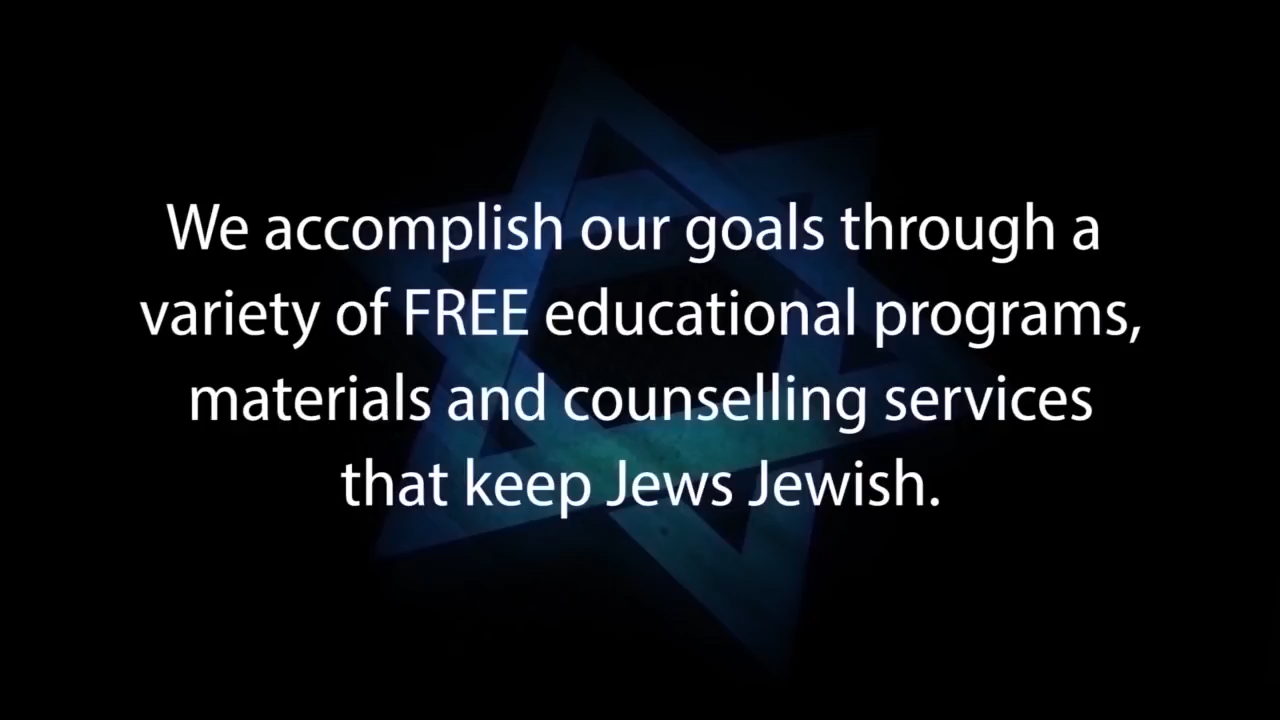 We accomplish our goals through a
variety of FREE educational programs,
materials and counselling services
that keep Jews Jewish.